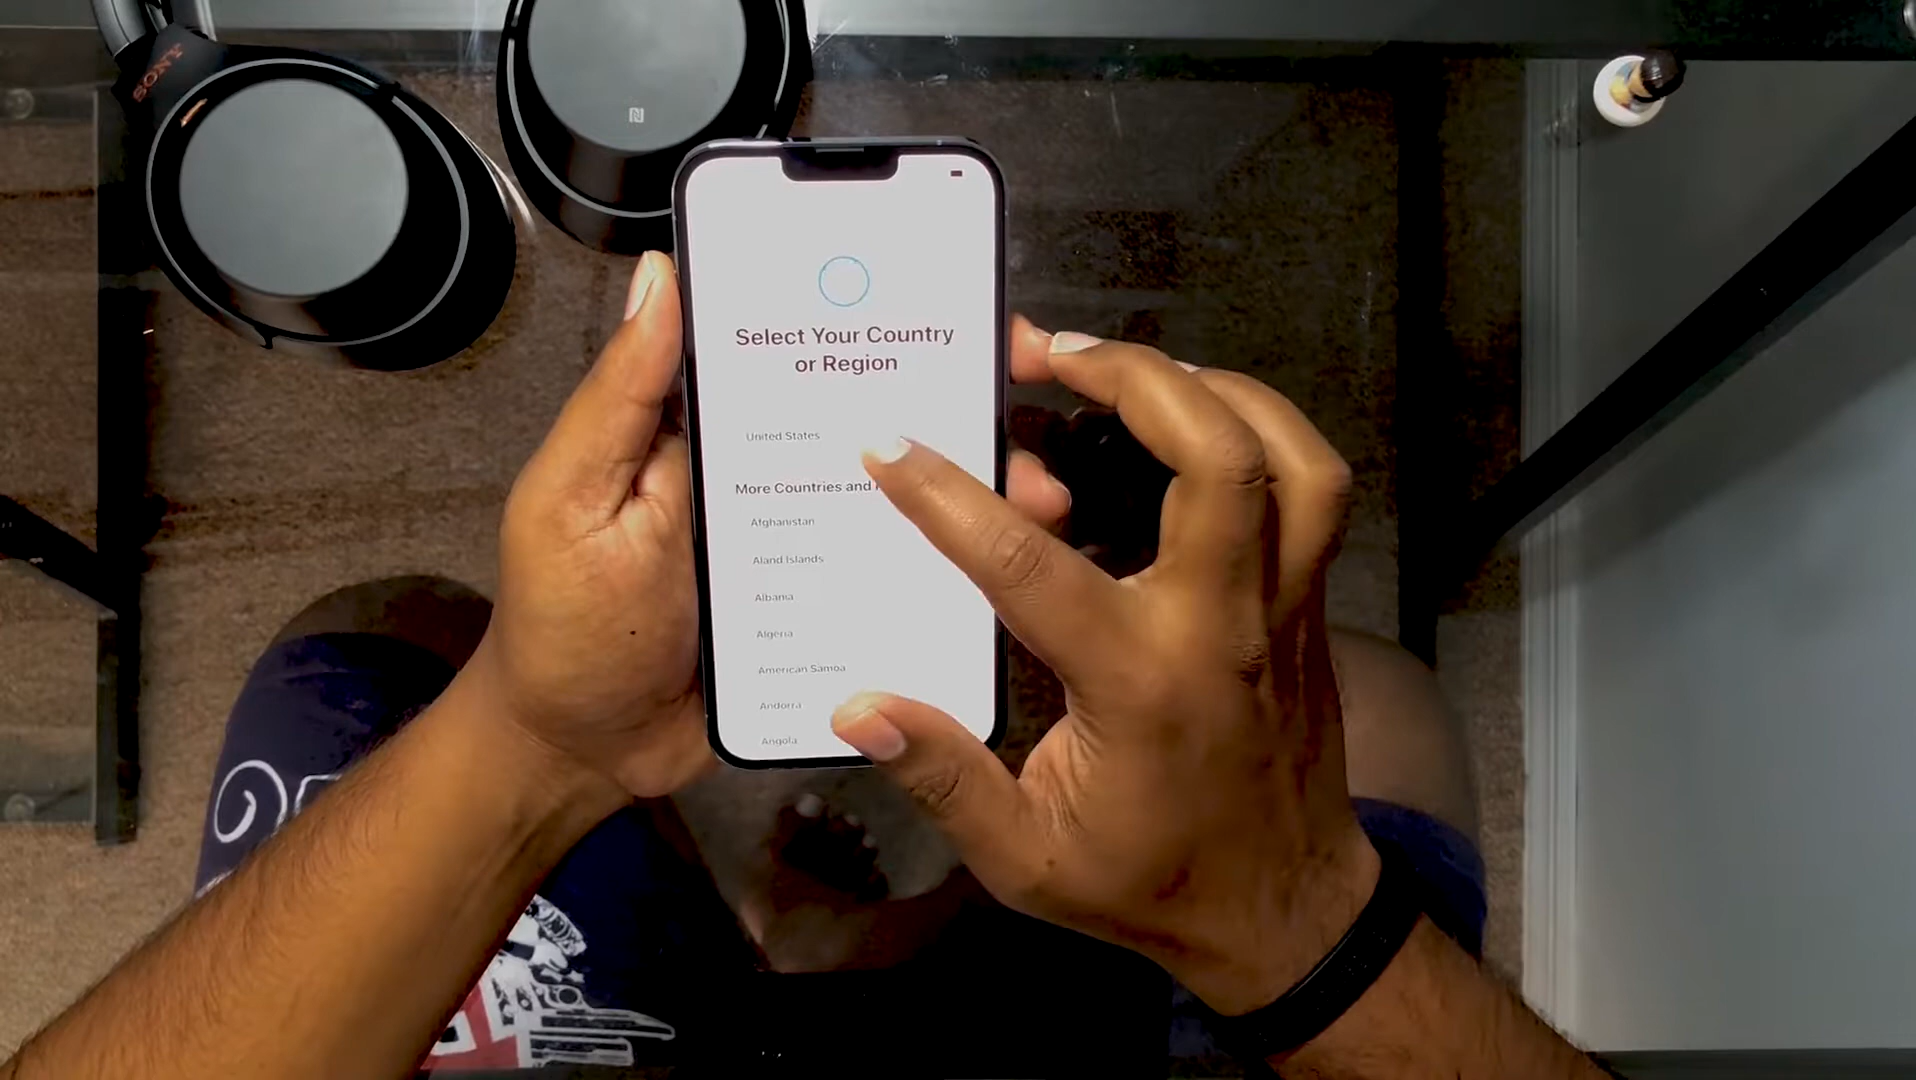 SONY
Select Your Country
or Region
United States
More Countries and
Afghanistan
Aland Islands
Albania
Algeria
American Samoa
Andorra
Angola